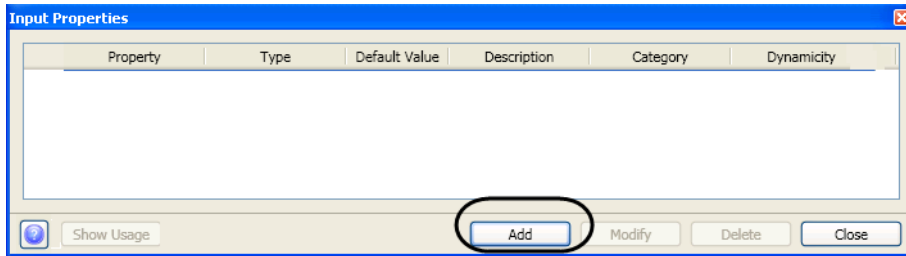 Input Properties
Property Type Default Value Description Category Dynamicity
? Show Usage Add Modify Delete Close